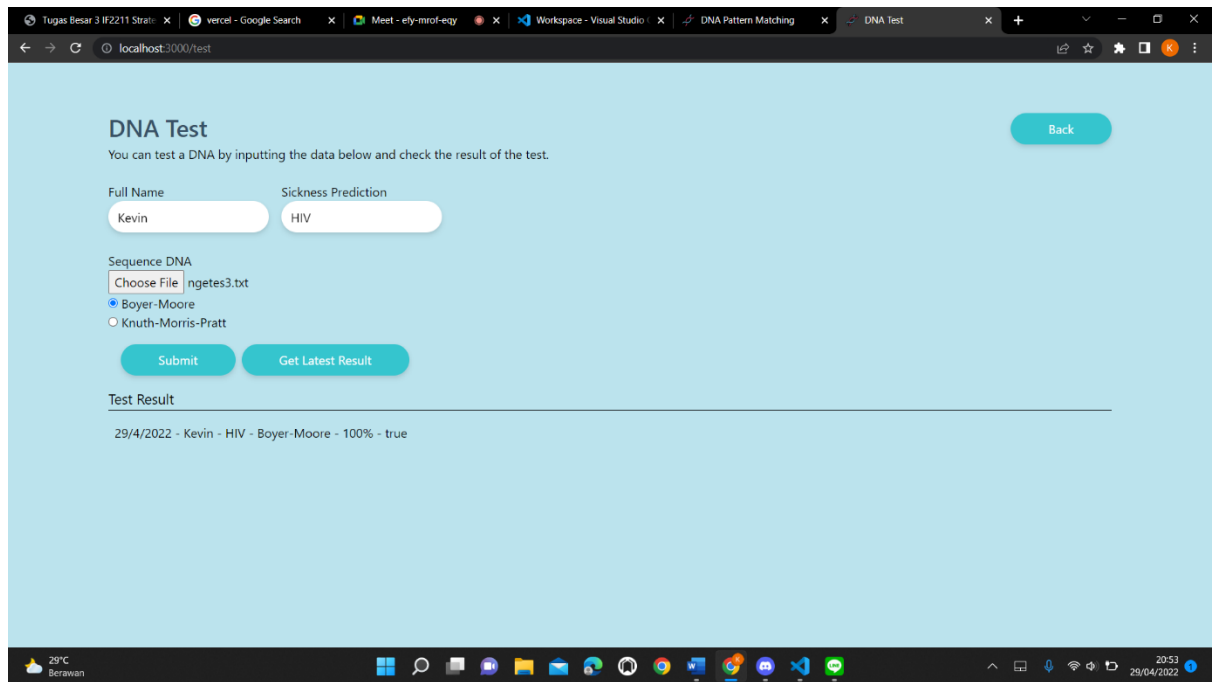 Tugas Besar 3 IF2211 Strate
vercel - Google Search
Meet - efy-mrof-eqy
Workspace - Visual Studio
DNA Pattern Matching
DNA Test
localhost:3000/test
K
DNA Test
Back
You can test a DNA by inputting the data below and check the result of the test.
Full Name
Sickness Prediction
Kevin
HIV
Sequence DNA
Choose File ngetes3.txt
Boyer-Moore
Knuth-Morris-Pratt
Submit
Get Latest Result
Test Result
29/4/2022 - Kevin - HIV - Boyer-Moore - 100% - true
29°C
Berawan
20:53
29/04/2022
1